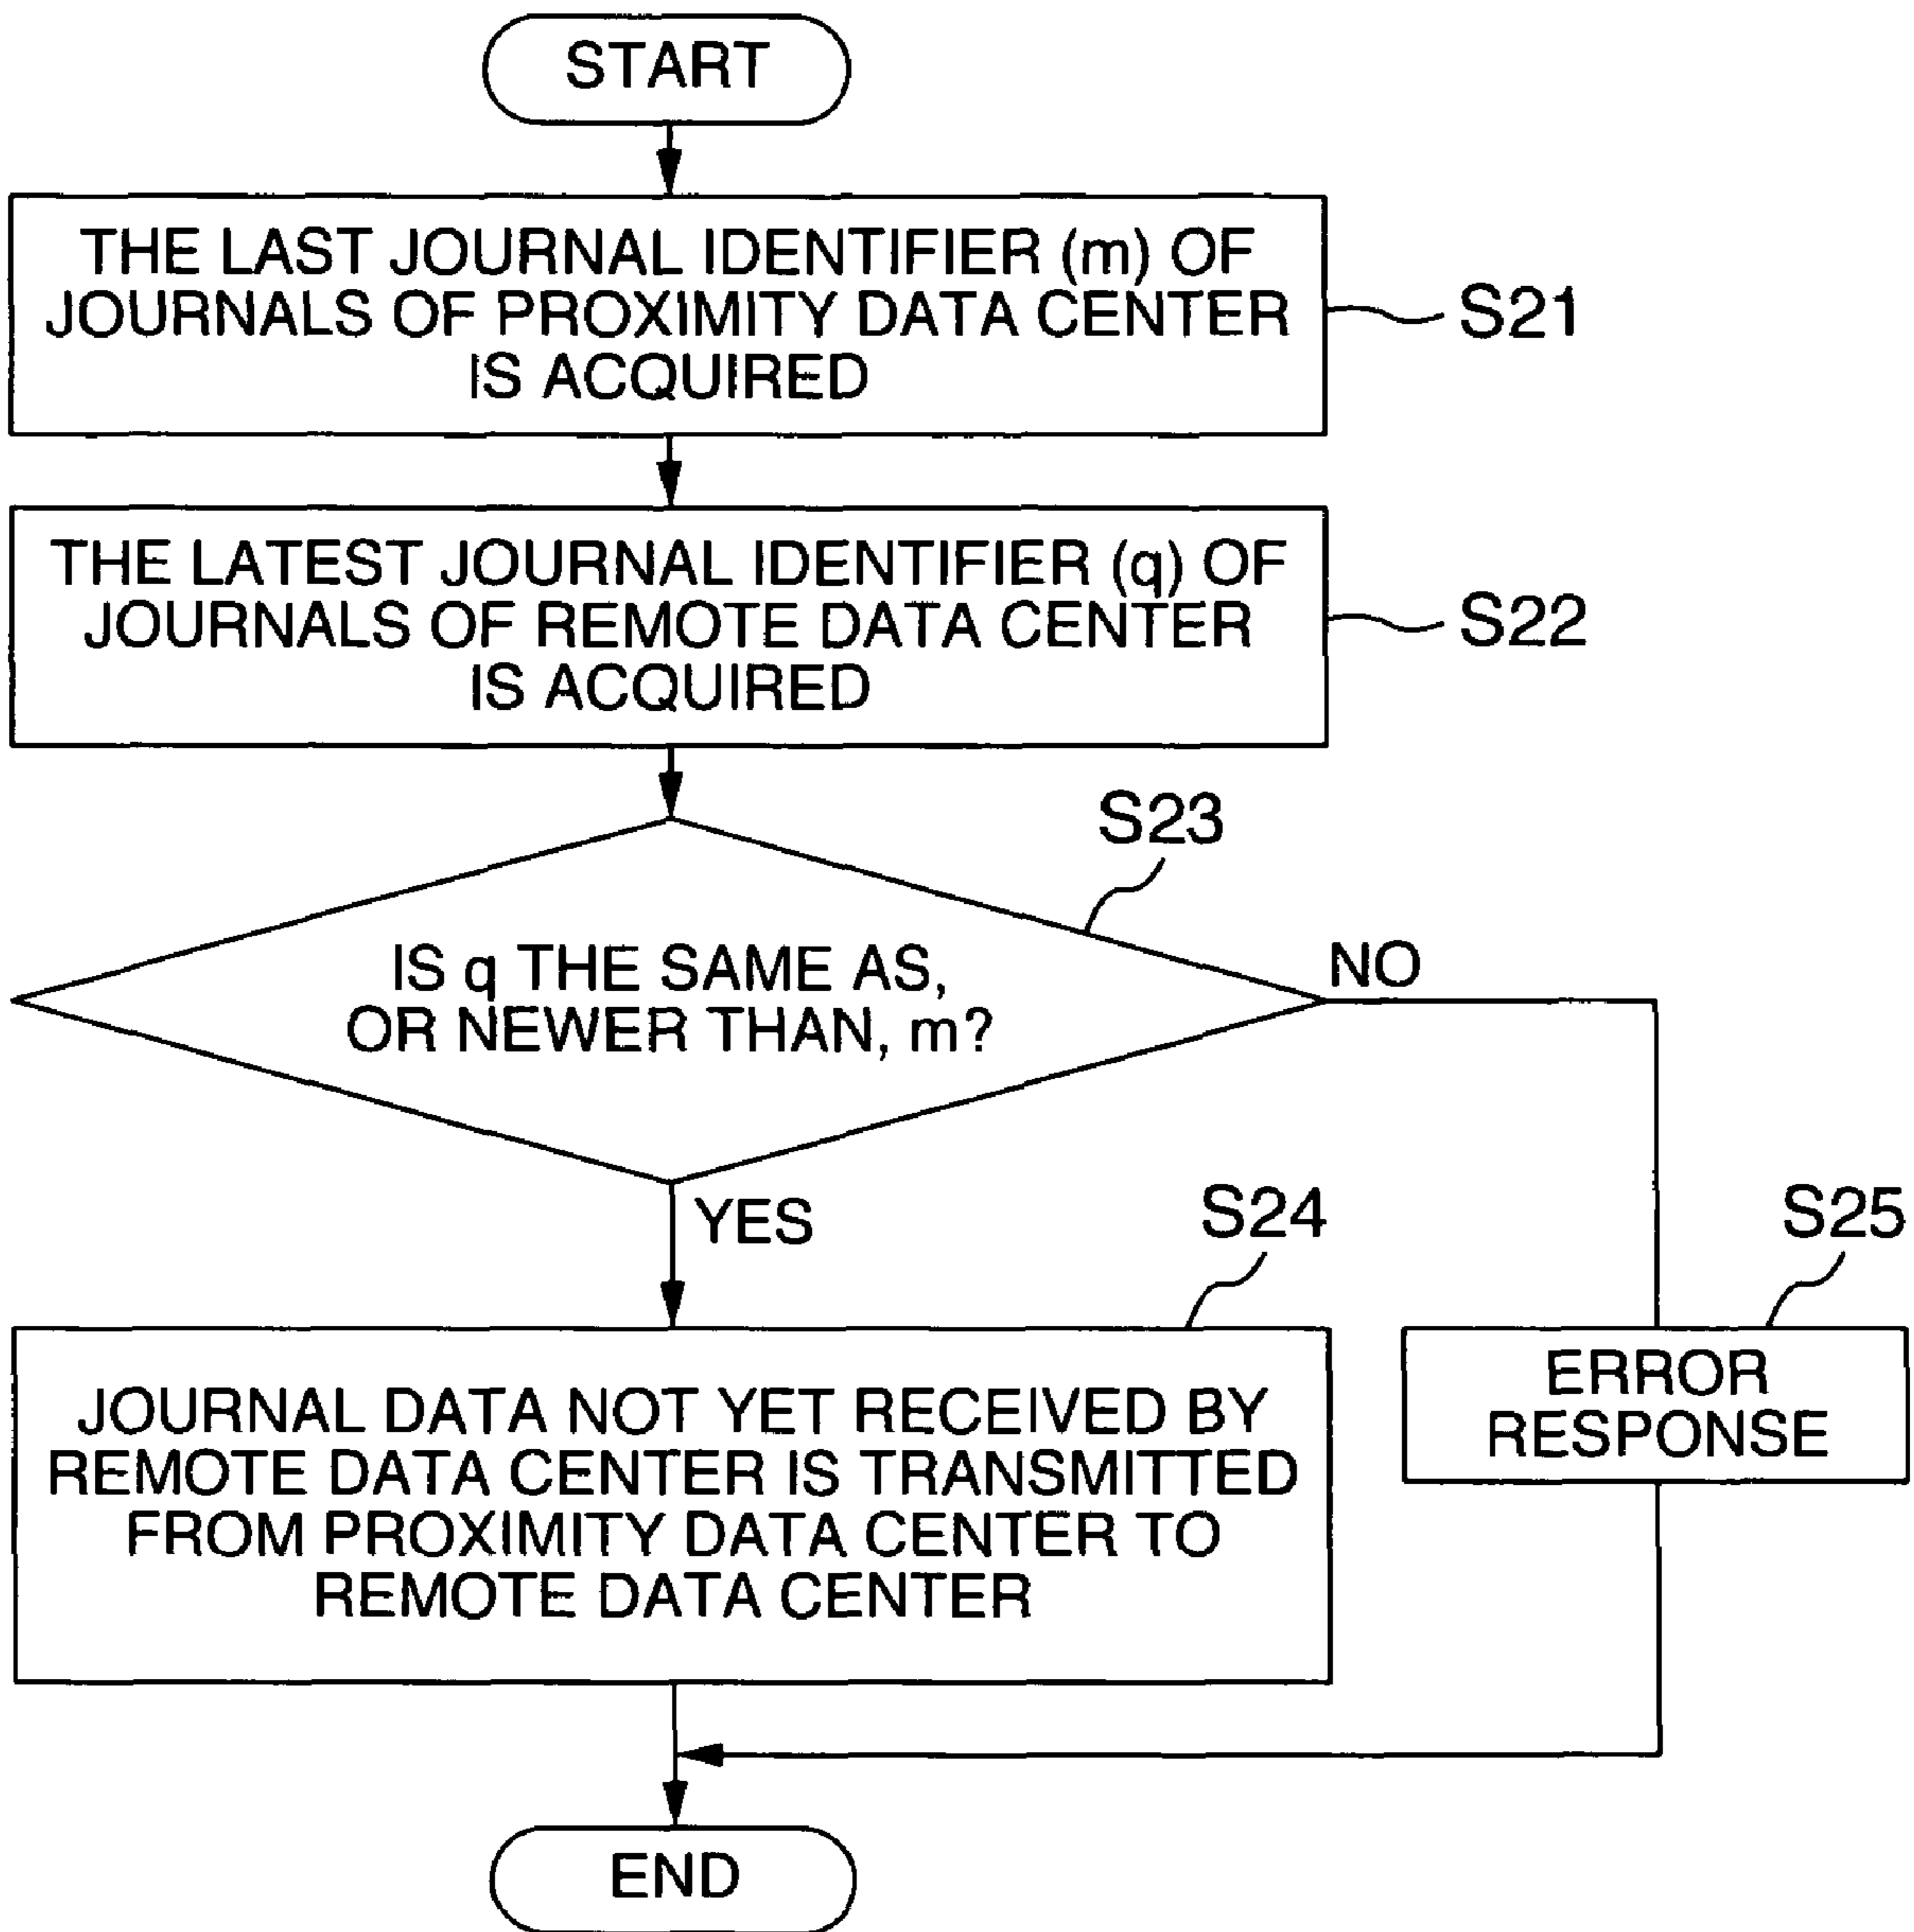 START
THE LAST JOURNAL IDENTIFIER (m) OF
JOURNALS OF PROXIMITY DATA CENTER
IS ACQUIRED
S21
THE LATEST JOURNAL IDENTIFIER (q) OF
JOURNALS OF REMOTE DATA CENTER
IS ACQUIRED
S22
S23
IS q THE SAME AS,
OR NEWER THAN, m?
NO
YES
S24
S25
JOURNAL DATA NOT YET RECEIVED BY
REMOTE DATA CENTER IS TRANSMITTED
FROM PROXIMITY DATA CENTER TO
REMOTE DATA CENTER
ERROR
RESPONSE
END